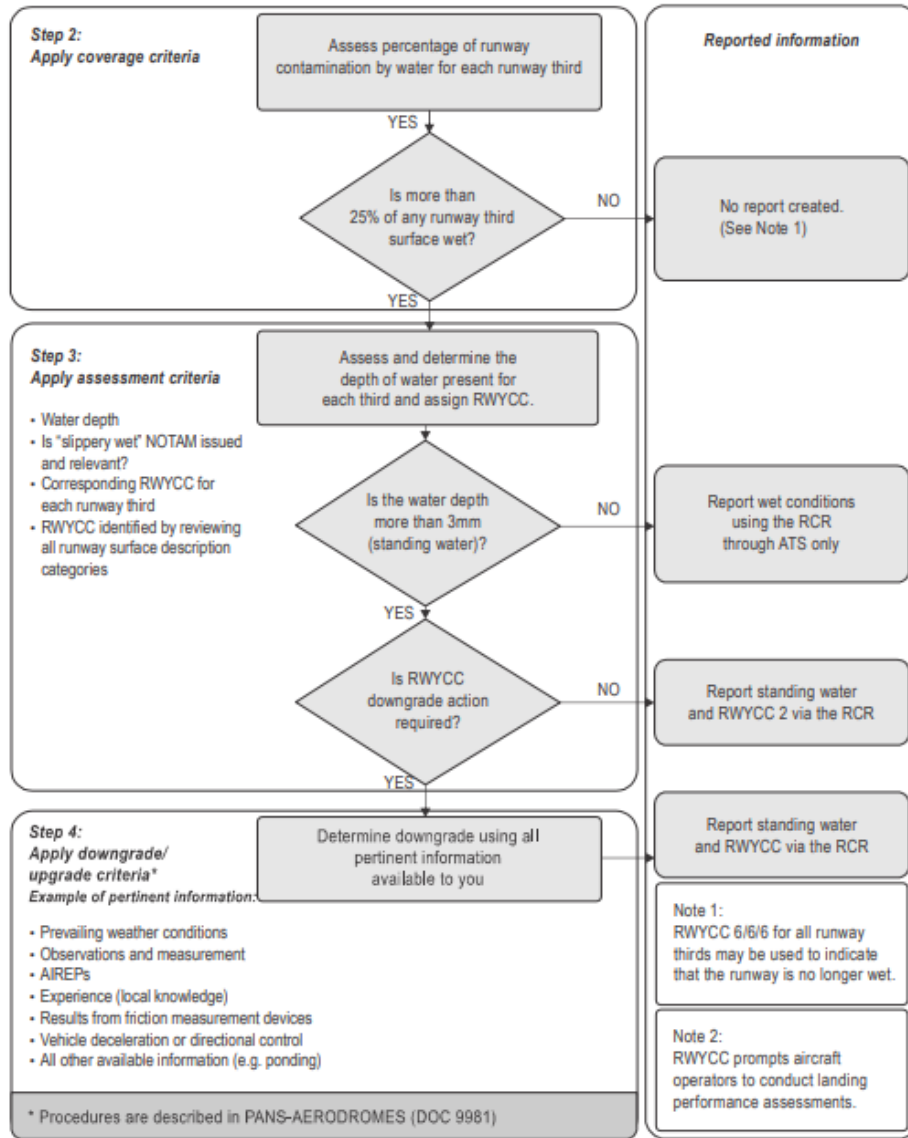 Step 2:
Apply coverage criteria
Assess percentage of runway
contamination by water for each runway third
YES
Is more than
25% of any runway third
surface wet?
NO
YES
Step 3:
Apply assessment criteria
▪ Water depth
▪ Is “slippery wet” NOTAM issued
and relevant?
▪ Corresponding RWYCC for
each runway third
▪ RWYCC identified by reviewing
all runway surface description
categories
Assess and determine the
depth of water present for
each third and assign RWYCC.
Is the water depth
more than 3mm
(standing water)?
NO
YES
Is RWYCC
downgrade action
required?
NO
YES
Step 4:
Apply downgrade/
upgrade criteria*
Example of pertinent information:
▪ Prevailing weather conditions
▪ Observations and measurement
▪ AIREPs
▪ Experience (local knowledge)
▪ Results from friction measurement devices
▪ Vehicle deceleration or directional control
▪ All other available information (e.g. ponding)
Determine downgrade using all
pertinent information
available to you
* Procedures are described in PANS-AERODROMES (DOC 9981)
Reported information
No report created.
(See Note 1)
Report wet conditions
using the RCR
through ATS only
Report standing water
and RWYCC 2 via the RCR
Report standing water
and RWYCC via the RCR
Note 1:
RWYCC 6/6/6 for all runway
thirds may be used to indicate
that the runway is no longer wet.
Note 2:
RWYCC prompts aircraft
operators to conduct landing
performance assessments.